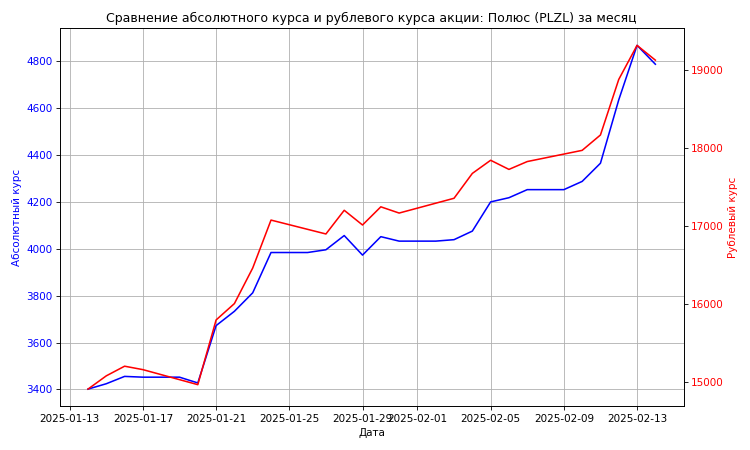 Сравнение абсолютного курса и рублевого курса акции: Полюс (PLZL) за месяц
4800
4600
4400
4200
4000
3800
3600
3400
Абсолютный курс
19000
18000
17000
16000
15000
Рублевый курс
2025-01-13 2025-01-17 2025-01-21 2025-01-25 2025-01-29 2025-02-01 2025-02-05 2025-02-09 2025-02-13
Дата